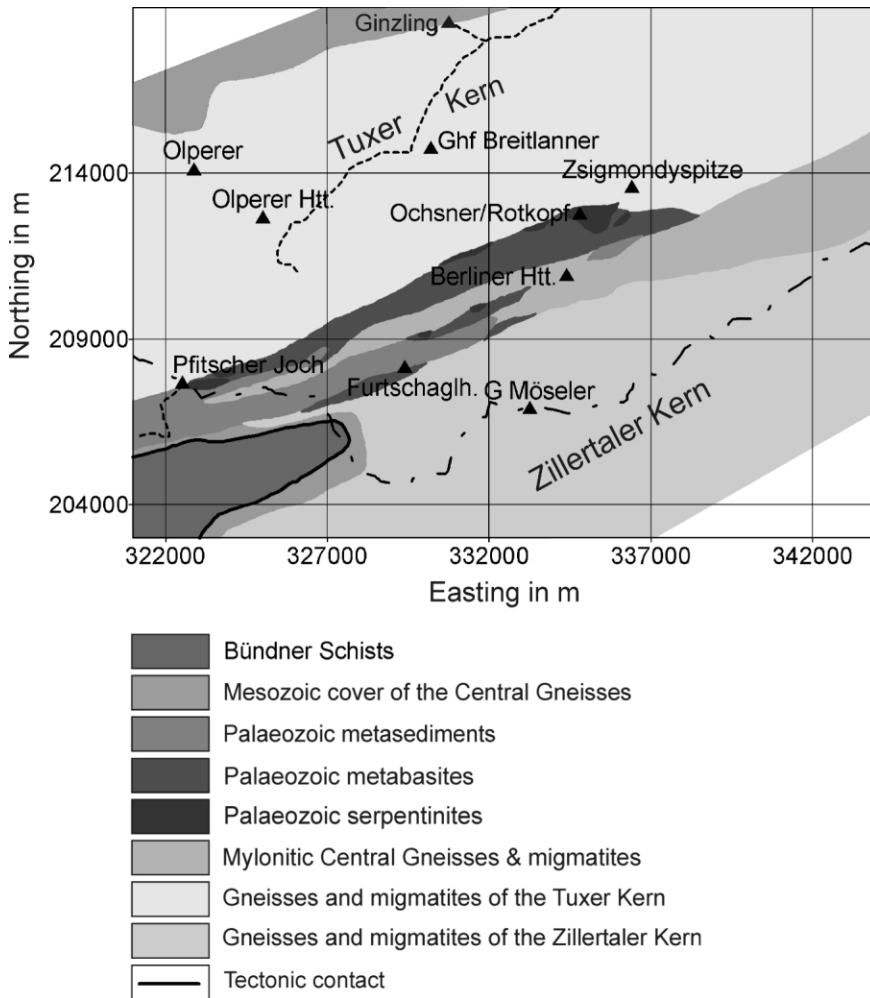 Ginzling
Tuxer Kern
Olperer
Ghf Breitlanner
Zsigmondyspitze
Olperer Htt.
Ochsner/Rotkopf
Berliner Htt.
Pfitscher Joch
Furtschaglh.
G Möseler
Zillertaler Kern
Northing in m
214000
209000
204000
322000 327000 332000 337000 342000
Easting in m
Bündner Schists
Mesozoic cover of the Central Gneisses
Palaeozoic metasediments
Palaeozoic metabasites
Palaeozoic serpentinites
Mylonitic Central Gneisses & migmatites
Gneisses and migmatites of the Tuxer Kern
Gneisses and migmatites of the Zillertaler Kern
Tectonic contact